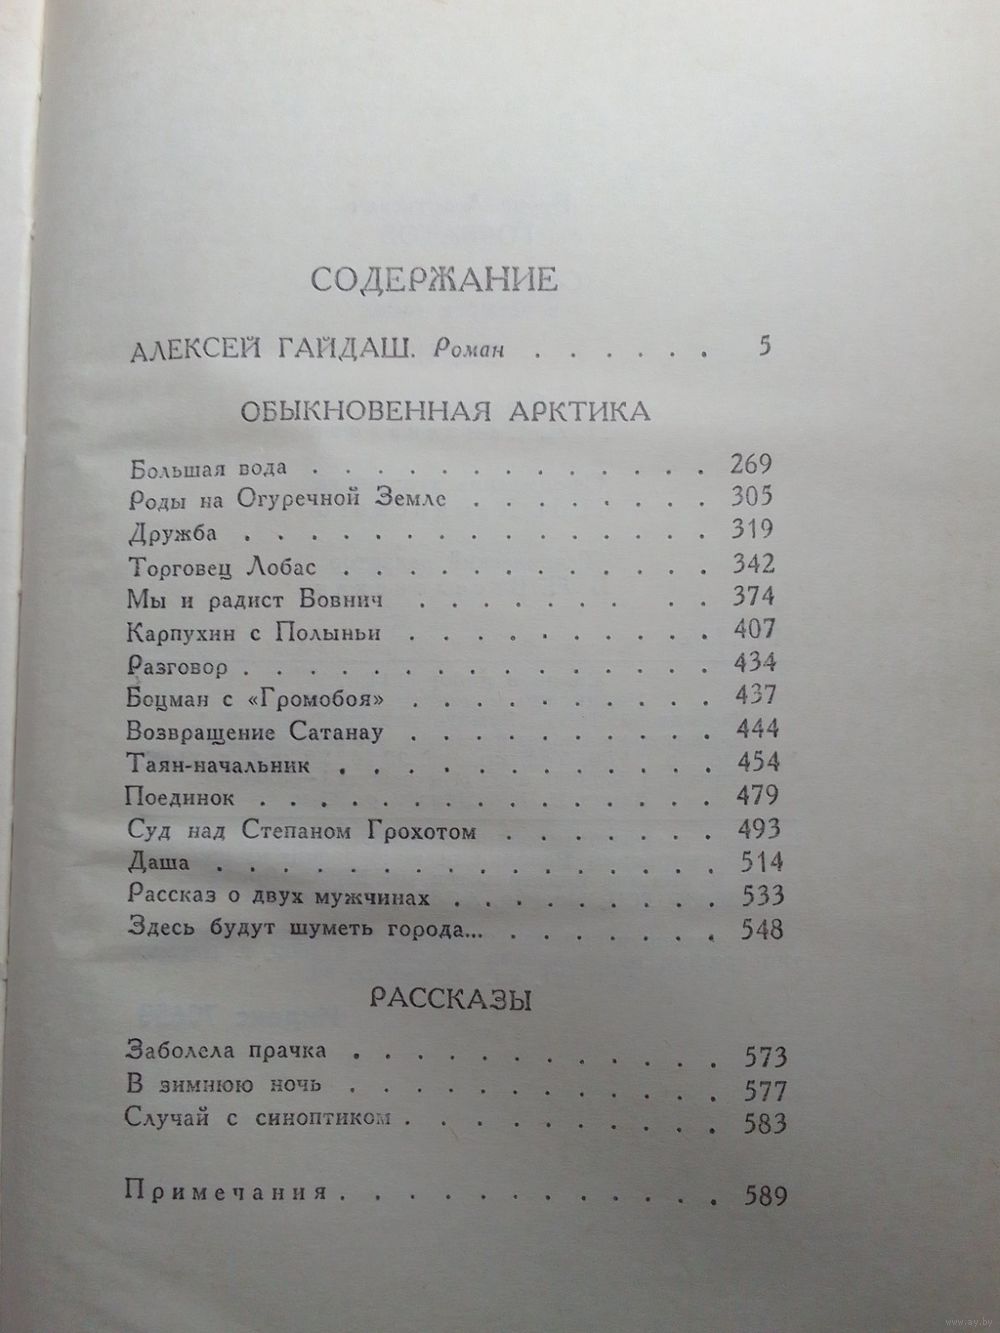 СОДЕРЖАНИЕ
АЛЕКСЕЙ ГАЙДАШ. Роман . . . . . . 5
ОБЫКНОВЕННАЯ АРКТИКА
Большая вода . . . . . . . . . . . . . 269
Роды на Огуречной Земле . . . . . . . . 305
Дружба . . . . . . . . . . . . . . . 319
Торговец Лобас . . . . . . . . . . . . 342
Мы и радист Вовнич . . . . . . . . . 374
Карпухин с Полыньи . . . . . . . . . . 407
Разговор . . . . . . . . . . . . . . . 434
Боцман с «Громобоя» . . . . . . . . . . 437
Возвращение Сатанау . . . . . . . . . . 444
Таян-начальник . . . . . . . . . . . . 454
Поединок . . . . . . . . . . . . . . 479
Суд над Степаном Грохотом . . . . . . . 493
Даша . . . . . . . . . . . . . . . . 514
Рассказ о двух мужчинах . . . . . . . . . 533
Здесь будут шуметь города... . . . . . . . 548
РАССКАЗЫ
Заболела прачка . . . . . . . . . . . . 573
В зимнюю ночь . . . . . . . . . . . . 577
Случай с синоптиком . . . . . . . . . . 583
Примечания . . . . . . . . . . . . . 589
www.ay.by